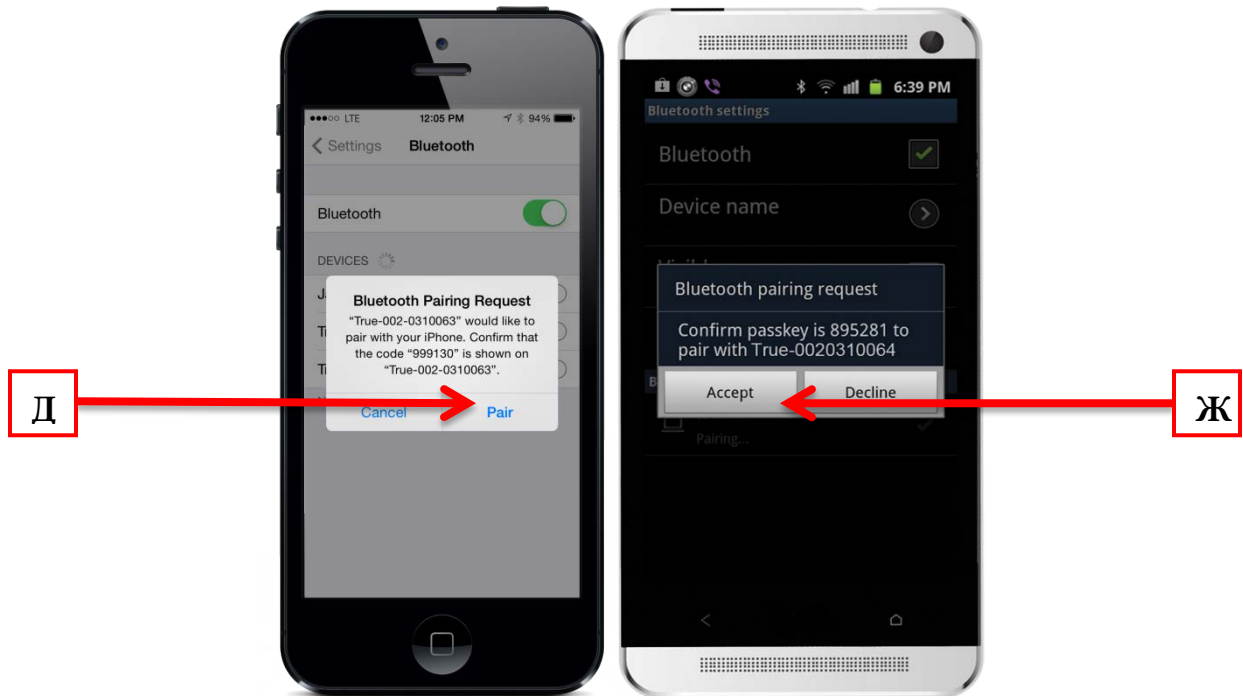 ●●●○○ LTE 12:05 PM 94%
Settings Bluetooth
Bluetooth
DEVICES
J
Bluetooth Pairing Request
“True-002-0310063” would like to
pair with your iPhone. Confirm that
the code “999130” is shown on
“True-002-0310063”.
Cancel Pair
Д
6:39 PM
Bluetooth settings
Bluetooth
Device name
Bluetooth pairing request
Confirm passkey is 895281 to
pair with True-0020310064
Accept Decline
Pairing...
Ж